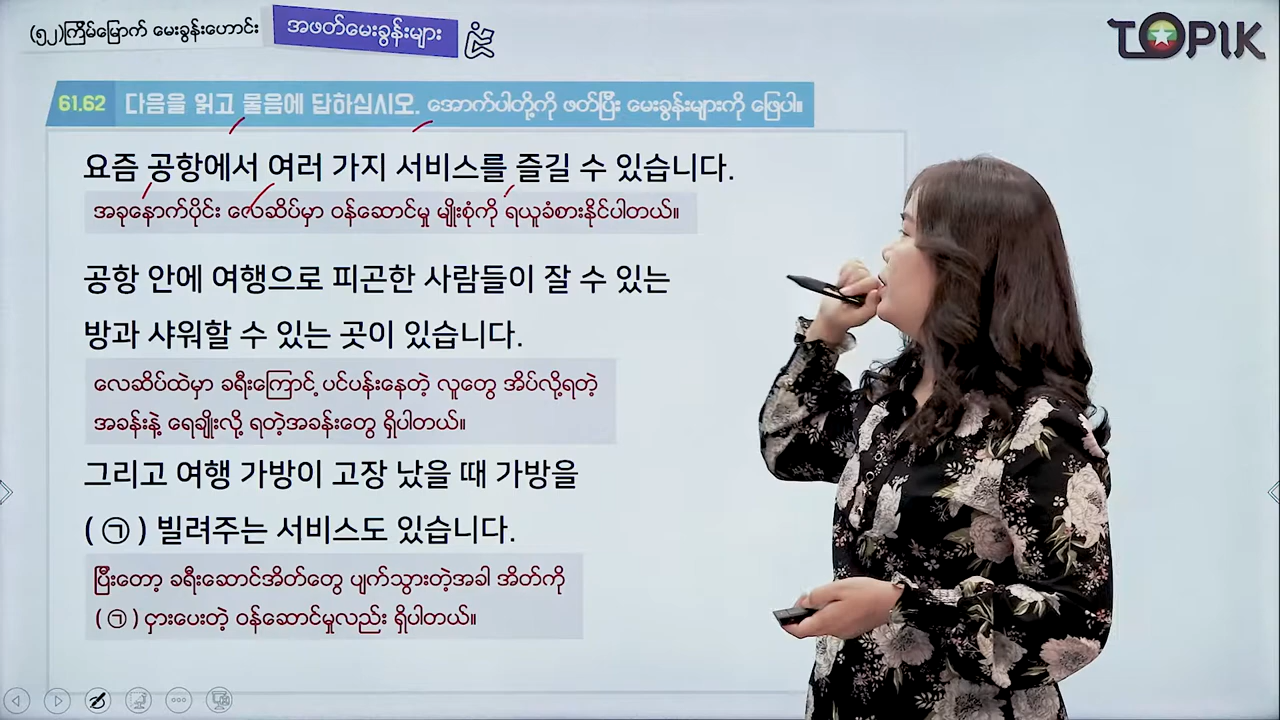 (၅၂)ကြိမ်မြောက် မေးခွန်းဟောင်း
အဖတ်မေးခွန်းများ
TOPIK
61.62 다음을 읽고 물음에 답하십시오. အောက်ပါတို့ကို ဖတ်ပြီး မေးခွန်းများကို ဖြေပါ။
요즘 공항에서 여러 가지 서비스를 즐길 수 있습니다.
အခုနောက်ပိုင်း လေဆိပ်မှာ ဝန်ဆောင်မှု မျိုးစုံကို ရယူခံစားနိုင်ပါတယ်။
공항 안에 여행으로 피곤한 사람들이 잘 수 있는
방과 샤워할 수 있는 곳이 있습니다.
လေဆိပ်ထဲမှာ ခရီးကြောင့် ပင်ပန်းနေတဲ့ လူတွေ အိပ်လို့ရတဲ့
အခန်းနဲ့ ရေချိုးလို့ ရတဲ့အခန်းတွေ ရှိပါတယ်။
그리고 여행 가방이 고장 났을 때 가방을
( ㉠ ) 빌려주는 서비스도 있습니다.
ပြီးတော့ ခရီးဆောင်အိတ်တွေ ပျက်သွားတဲ့အခါ အိတ်ကို
( ㉠ ) ငှားပေးတဲ့ ဝန်ဆောင်မှုလည်း ရှိပါတယ်။